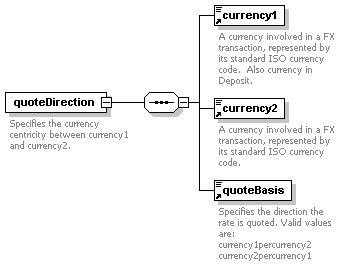 currency1
A currency involved in a FX
transaction, represented by
its standard ISO currency
code.  Also currency in
Deposit.
quoteDirection
Specifies the currency
centricity between currency1
and currency2.
currency2
A currency involved in a FX
transaction, represented by
its standard ISO currency
code.
quoteBasis
Specifies the direction the
rate is quoted. Valid values
are:
currency1percurrency2
currency2percurrency1